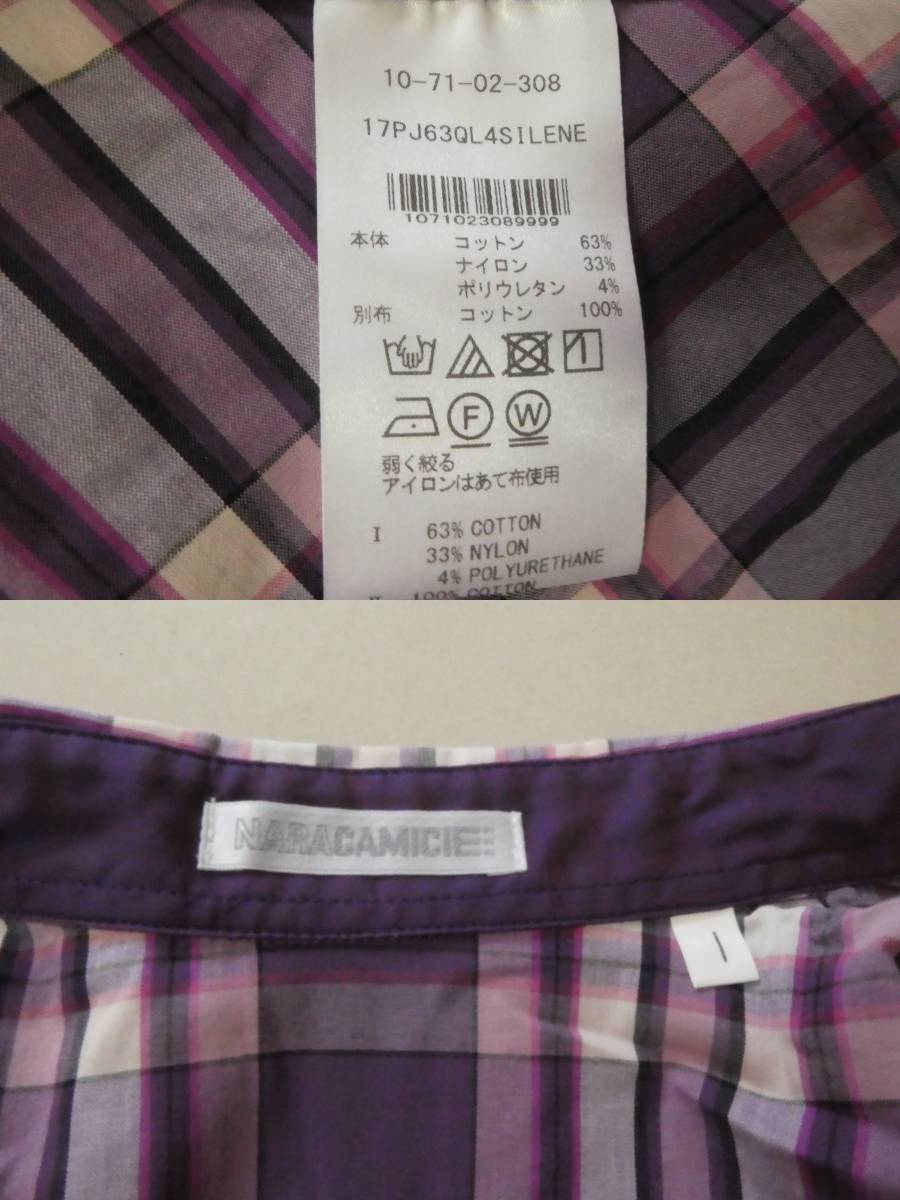 10-71-02-308
17PJ63QL4SILENE
1071023089999
本体 コットン 63%
ナイロン 33%
ポリウレタン 4%
別布 コットン 100%
F W
弱く絞る
アイロンはあて布使用
I 63% COTTON
33% NYLON
4% POLYURETHANE
100% COTTON
NARACAMICIE
I